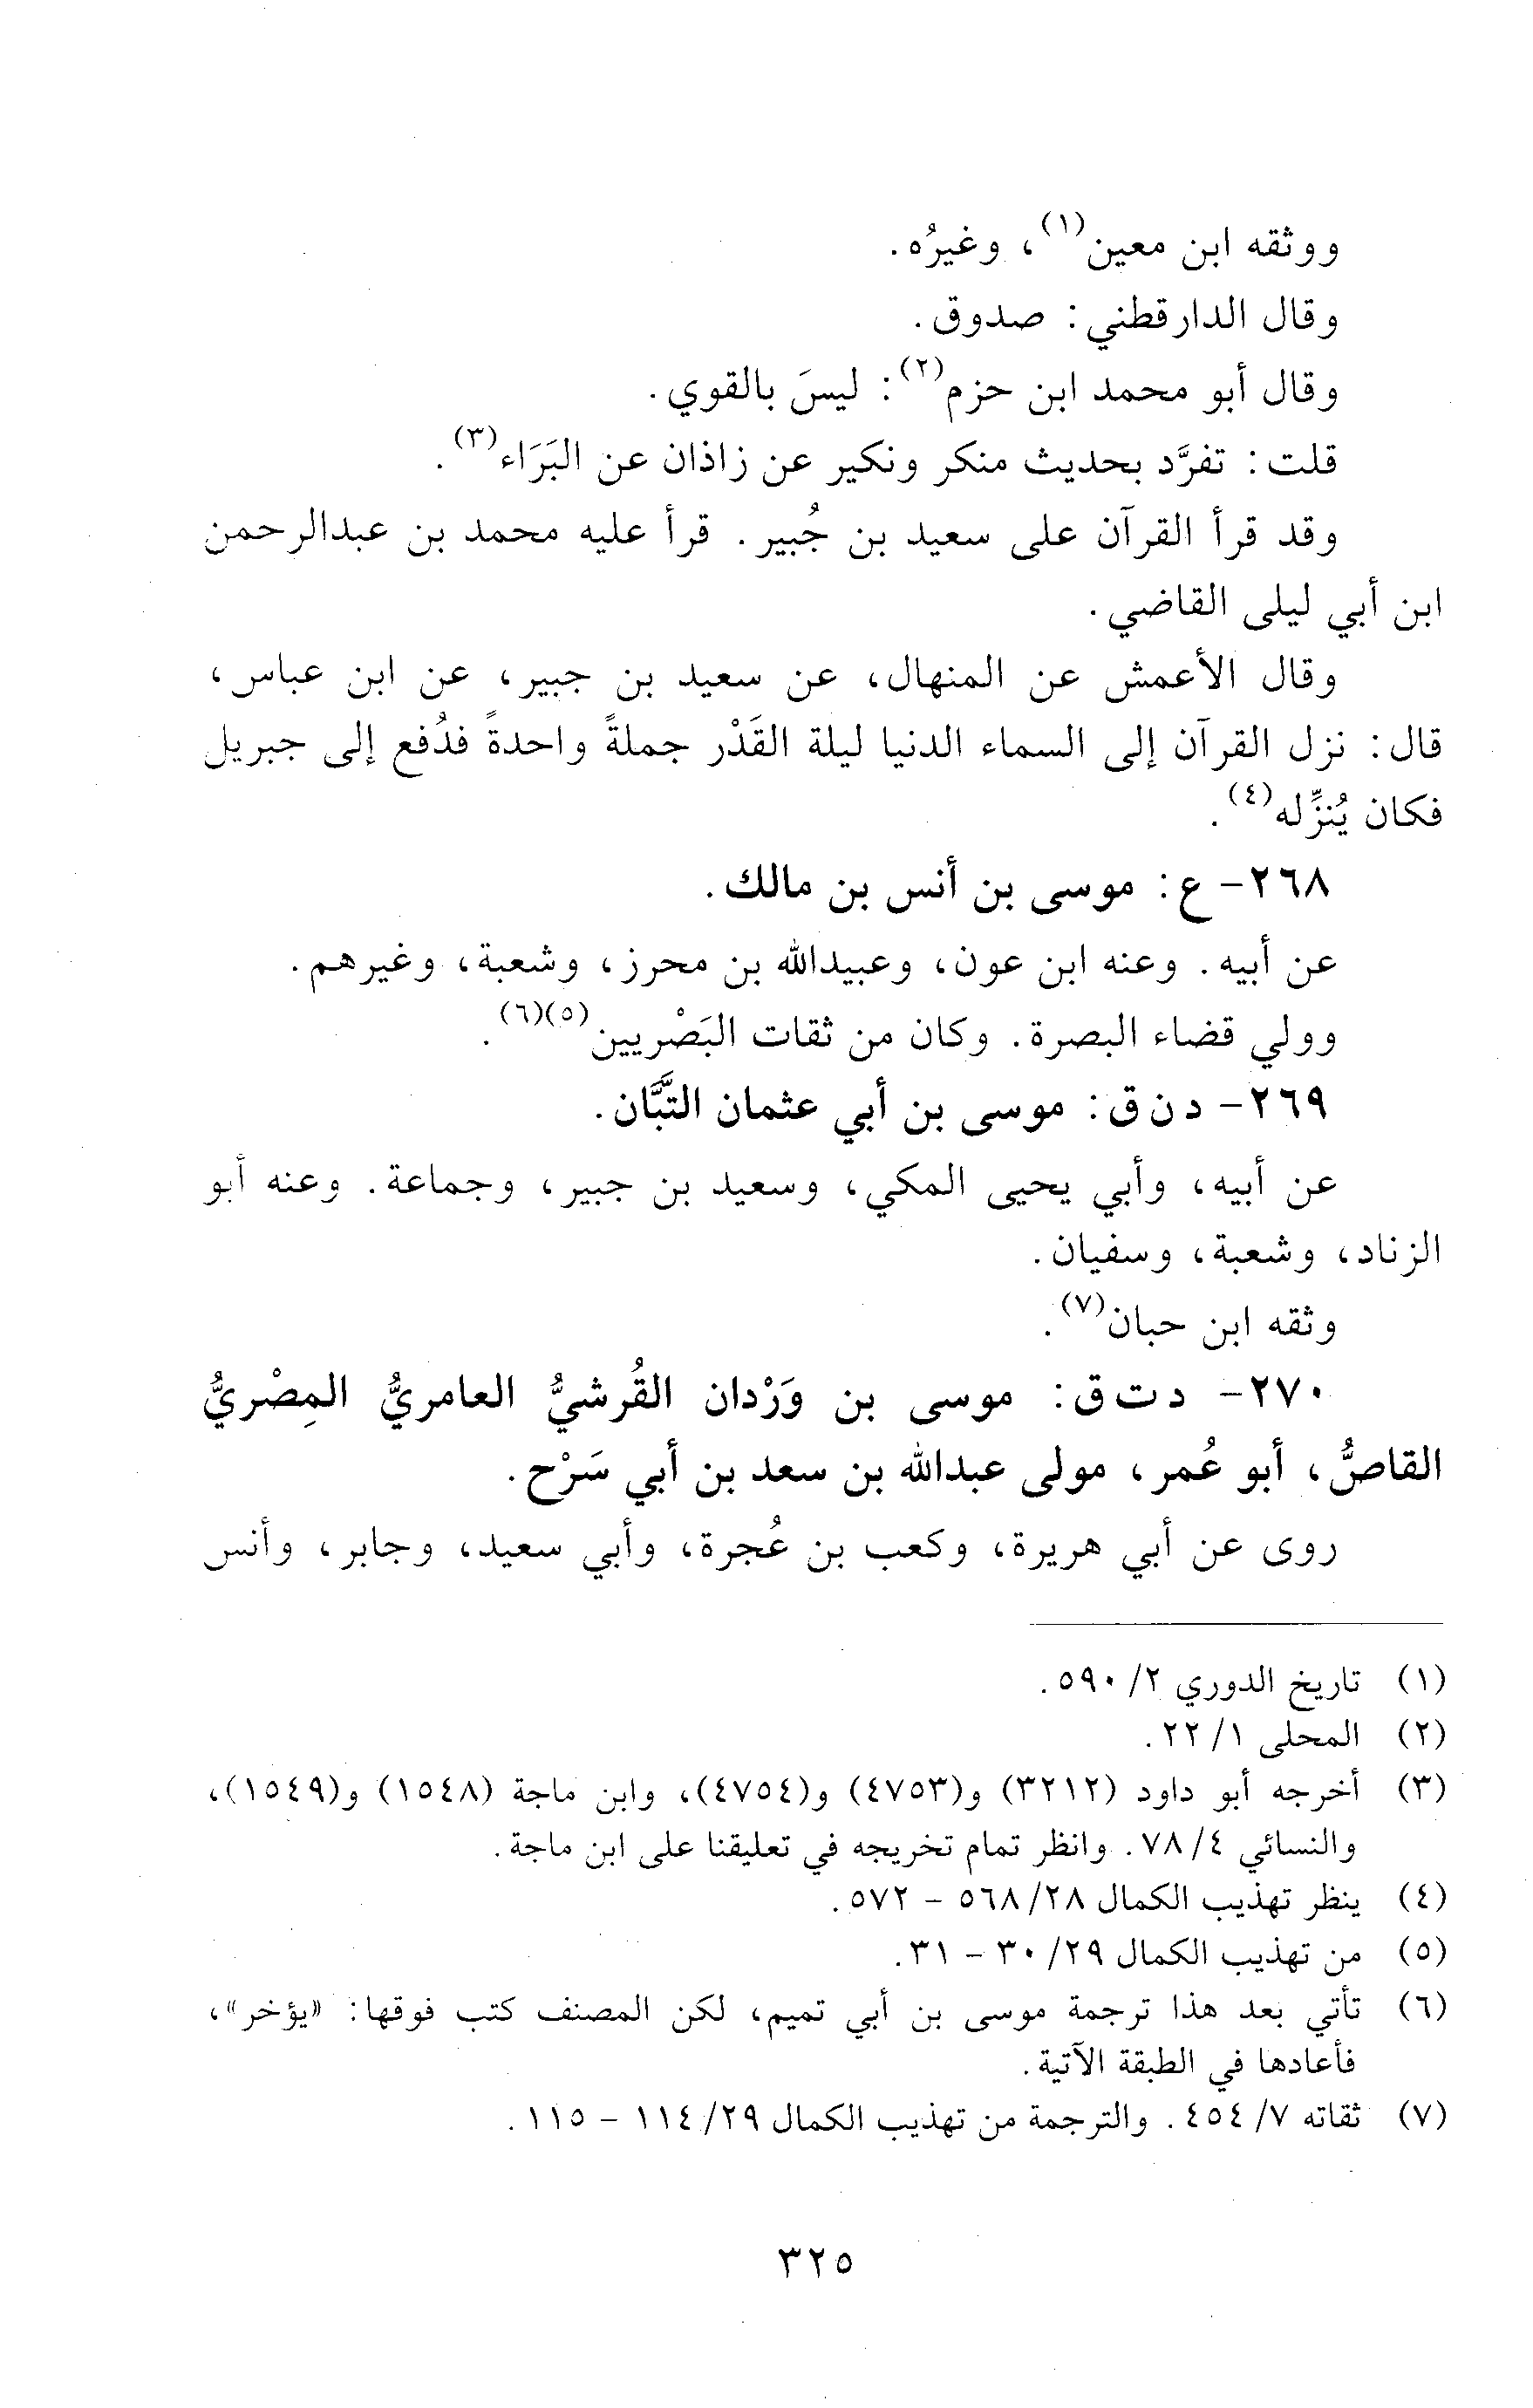 ووثقه ابن معين(١)، وغيرُه.
وقال الدارقطني: صدوق.
وقال أبو محمد ابن حزم(٢): ليسَ بالقوي.
قلت: تفرَّد بحديث منكر ونكير عن زاذان عن البَرَاء(٣).
وقد قرأ القرآن على سعيد بن جُبير. قرأ عليه محمد بن عبدالرحمن
ابن أبي ليلى القاضي.
وقال الأعمش عن المنهال، عن سعيد بن جبير، عن ابن عباس،
قال: نزل القرآن إلى السماء الدنيا ليلة القَدْر جملةً واحدةً فدُفع إلى جبريل
فكان يُنزِّله(٤).
٢٦٨- ع: موسى بن أنس بن مالك.
عن أبيه. وعنه ابن عون، وعبيدالله بن محرز، وشعبة، وغيرهم.
وولي قضاء البصرة. وكان من ثقات البَصْريين(٥)(٦).
٢٦٩- د ن ق: موسى بن أبي عثمان التَّبَّان.
عن أبيه، وأبي يحيى المكي، وسعيد بن جبير، وجماعة. وعنه أبو
الزناد، وشعبة، وسفيان.
وثقه ابن حبان(٧).
٢٧٠- د ت ق: موسى بن وَرْدان القُرشيُّ العامريُّ المِصْريُّ
القاصُّ، أبو عُمر، مولى عبدالله بن سعد بن أبي سَرْح.
روى عن أبي هريرة، وكعب بن عُجرة، وأبي سعيد، وجابر، وأنس
(١) تاريخ الدوري ٢/ ٥٩٠.
(٢) المحلى ١/ ٢٢.
(٣) أخرجه أبو داود (٣٢١٢) و(٤٧٥٣) و(٤٧٥٤)، وابن ماجة (١٥٤٨) و(١٥٤٩)،
والنسائي ٤/ ٧٨. وانظر تمام تخريجه في تعليقنا على ابن ماجة.
(٤) ينظر تهذيب الكمال ٢٨/ ٥٦٨ - ٥٧٢.
(٥) من تهذيب الكمال ٢٩/ ٣٠ - ٣١.
(٦) تأتي بعد هذا ترجمة موسى بن أبي تميم، لكن المصنف كتب فوقها: «يؤخر»،
فأعادها في الطبقة الآتية.
(٧) ثقاته ٧/ ٤٥٤. والترجمة من تهذيب الكمال ٢٩/ ١١٤ - ١١٥.
٣٢٥